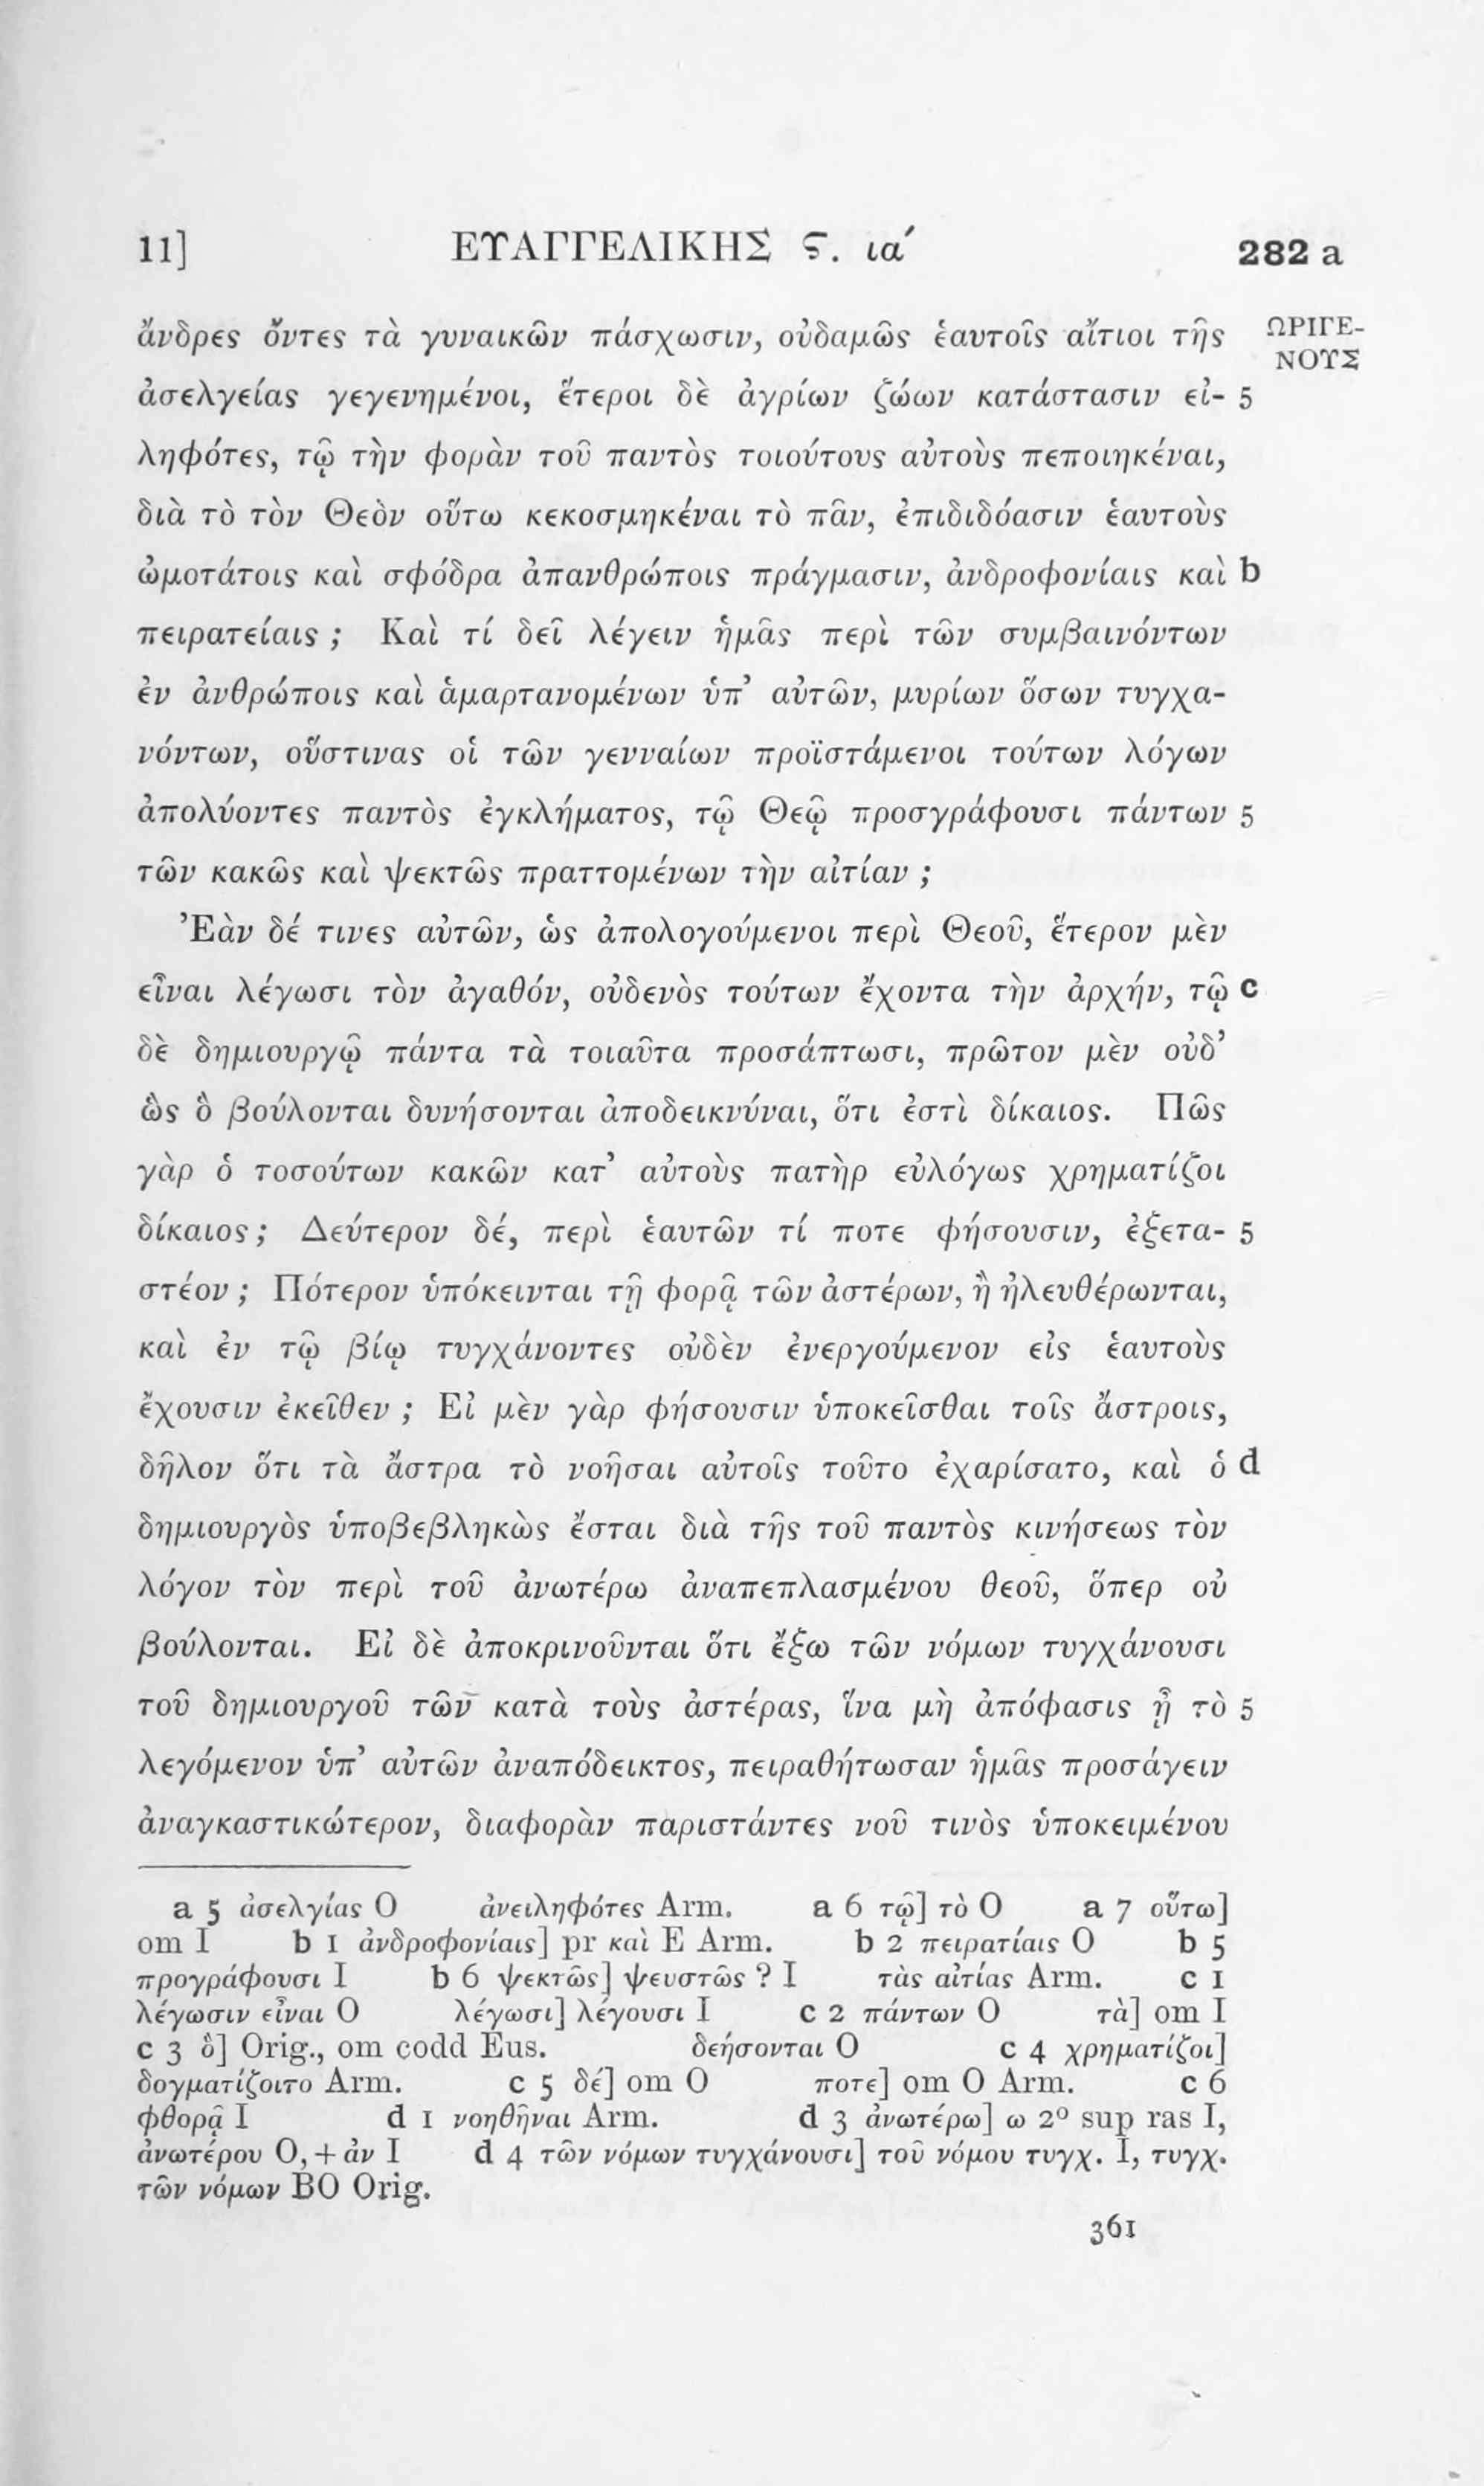 11] ΕΥΑΓΓΕΛΙΚΗΣ Ϛ. ια´ 282 a
ἄνδρες ὄντες τὰ γυναικῶν πάσχωσιν, οὐδαμῶς ἑαυτοῖς αἴτιοι τῆς ΩΡΙΓΕ-
ΝΟΥΣ
ἀσελγείας γεγενημένοι, ἕτεροι δὲ ἀγρίων ζώων κατάστασιν εἰ- 5
ληφότες, τῷ τὴν φορὰν τοῦ παντὸς τοιούτους αὐτοὺς πεποιηκέναι,
διὰ τὸ τὸν Θεὸν οὕτω κεκοσμηκέναι τὸ πᾶν, ἐπιδιδόασιν ἑαυτοὺς
ὠμοτάτοις καὶ σφόδρα ἀπανθρώποις πράγμασιν, ἀνδροφονίαις καὶ b
πειρατείαις ; Καὶ τί δεῖ λέγειν ἡμᾶς περὶ τῶν συμβαινόντων
ἐν ἀνθρώποις καὶ ἁμαρτανομένων ὑπ’ αὐτῶν, μυρίων ὅσων τυγχα-
νόντων, οὕστινας οἱ τῶν γενναίων προϊστάμενοι τούτων λόγων
ἀπολύοντες παντὸς ἐγκλήματος, τῷ Θεῷ προσγράφουσι πάντων 5
τῶν κακῶς καὶ ψεκτῶς πραττομένων τὴν αἰτίαν ;
Ἐὰν δέ τινες αὐτῶν, ὡς ἀπολογούμενοι περὶ Θεοῦ, ἕτερον μὲν
εἶναι λέγωσι τὸν ἀγαθόν, οὐδενὸς τούτων ἔχοντα τὴν ἀρχήν, τῷ c
δὲ δημιουργῷ πάντα τὰ τοιαῦτα προσάπτωσι, πρῶτον μὲν οὐδ’
ὣς ὃ βούλονται δυνήσονται ἀποδεικνύναι, ὅτι ἐστὶ δίκαιος. Πῶς
γὰρ ὁ τοσούτων κακῶν κατ’ αὐτοὺς πατὴρ εὐλόγως χρηματίζοι
δίκαιος; Δεύτερον δέ, περὶ ἑαυτῶν τί ποτε φήσουσιν, ἐξετα- 5
στέον ; Πότερον ὑπόκεινται τῇ φορᾷ τῶν ἀστέρων, ἢ ἠλευθέρωνται,
καὶ ἐν τῷ βίῳ τυγχάνοντες οὐδὲν ἐνεργούμενον εἰς ἑαυτοὺς
ἔχουσιν ἐκεῖθεν ; Εἰ μὲν γὰρ φήσουσιν ὑποκεῖσθαι τοῖς ἄστροις,
δῆλον ὅτι τὰ ἄστρα τὸ νοῆσαι αὐτοῖς τοῦτο ἐχαρίσατο, καὶ ὁ d
δημιουργὸς ὑποβεβληκὼς ἔσται διὰ τῆς τοῦ παντὸς κινήσεως τὸν
λόγον τὸν περὶ τοῦ ἀνωτέρω ἀναπεπλασμένου θεοῦ, ὅπερ οὐ
βούλονται. Εἰ δὲ ἀποκρινοῦνται ὅτι ἔξω τῶν νόμων τυγχάνουσι
τοῦ δημιουργοῦ τῶν κατὰ τοὺς ἀστέρας, ἵνα μὴ ἀπόφασις ᾖ τὸ 5
λεγόμενον ὑπ’ αὐτῶν ἀναπόδεικτος, πειραθήτωσαν ἡμᾶς προσάγειν
ἀναγκαστικώτερον, διαφορὰν παριστάντες νοῦ τινὸς ὑποκειμένου
a 5 ἀσελγίας O ἀνειληφότες Arm. a 6 τῷ] τὸ O a 7 οὕτω]
om I b 1 ἀνδροφονίαις] pr καὶ E Arm. b 2 πειρατίαις O b 5
προγράφουσι I b 6 ψεκτῶς] ψευστῶς ? I τὰς αἰτίας Arm. c 1
λέγωσιν εἶναι O λέγωσι] λέγουσι I c 2 πάντων O τὰ] om I
c 3 ὃ] Orig., om codd Eus. δεήσονται O c 4 χρηματίζοι]
δογματίζοιτο Arm. c 5 δέ] om O ποτε] om O Arm. c 6
φθορᾷ I d 1 νοηθῆναι Arm. d 3 ἀνωτέρω] ω 2º sup ras I,
ἀνωτέρου O, + ἀν I d 4 τῶν νόμων τυγχάνουσι] τοῦ νόμου τυγχ. I, τυγχ.
τῶν νόμων BO Orig.
361